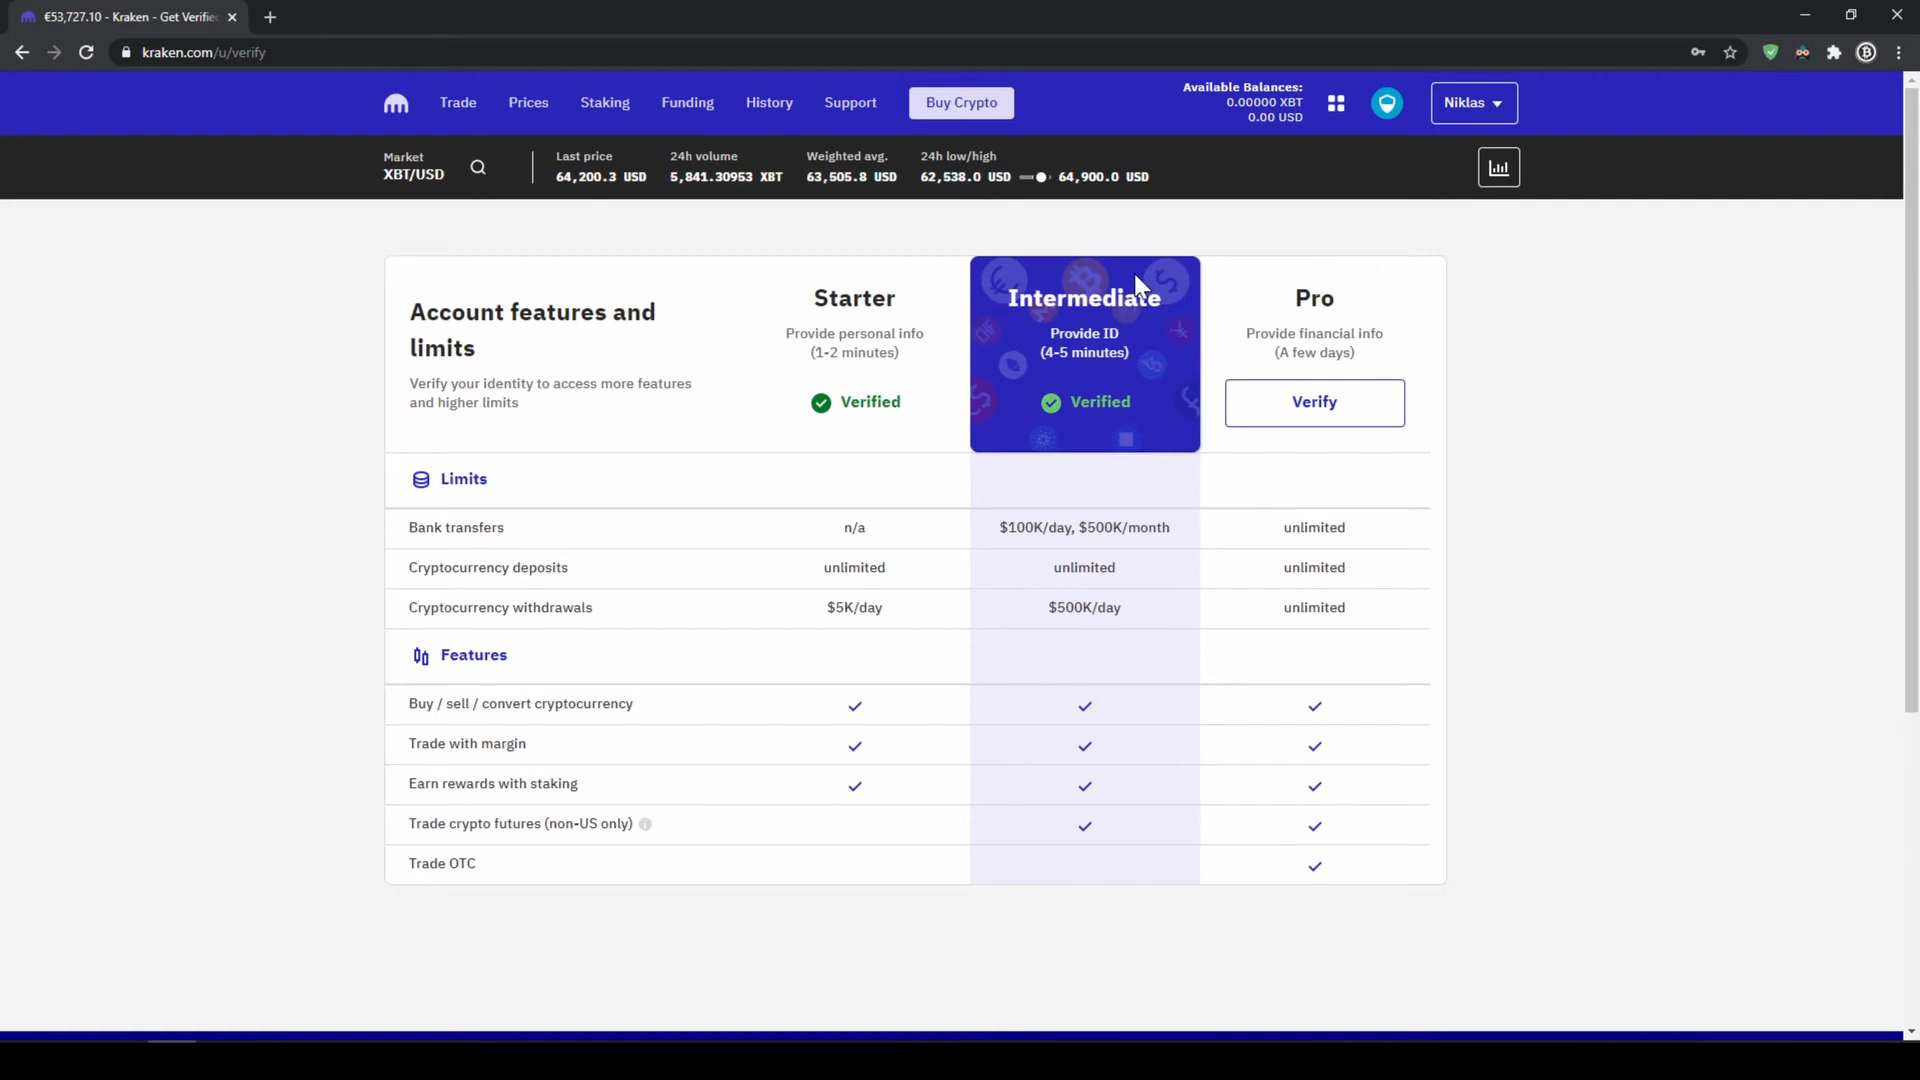 €53,727.10 - Kraken - Get Verified
kraken.com/u/verify
Trade Prices Staking Funding History Support Buy Crypto
Available Balances:
0.00000 XBT
0.00 USD
Niklas
Market
XBT/USD
Last price
64,200.3 USD
24h volume
5,841.30953 XBT
Weighted avg.
63,505.8 USD
24h low/high
62,538.0 USD 64,900.0 USD
Account features and
limits
Verify your identity to access more features
and higher limits
Starter
Provide personal info
(1-2 minutes)
Verified
Intermediate
Provide ID
(4-5 minutes)
Verified
Pro
Provide financial info
(A few days)
Verify
Limits
Bank transfers n/a $100K/day, $500K/month unlimited
Cryptocurrency deposits unlimited unlimited unlimited
Cryptocurrency withdrawals $5K/day $500K/day unlimited
Features
Buy / sell / convert cryptocurrency
Trade with margin
Earn rewards with staking
Trade crypto futures (non-US only)
Trade OTC